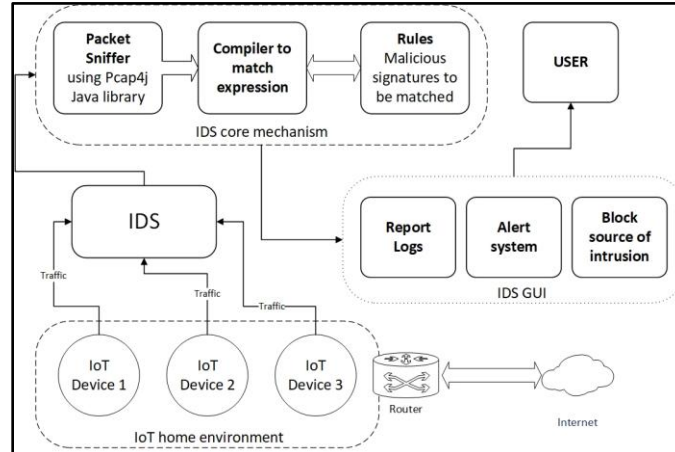 Packet
Sniffer
using Pcap4j
Java library
Compiler to
match
expression
Rules
Malicious
signatures to
be matched
IDS core mechanism
USER
IDS
Report
Logs
Alert
system
Block
source of
intrusion
IDS GUI
Traffic
Traffic
Traffic
IoT
Device 1
IoT
Device 2
IoT
Device 3
IoT home environment
Router
Internet